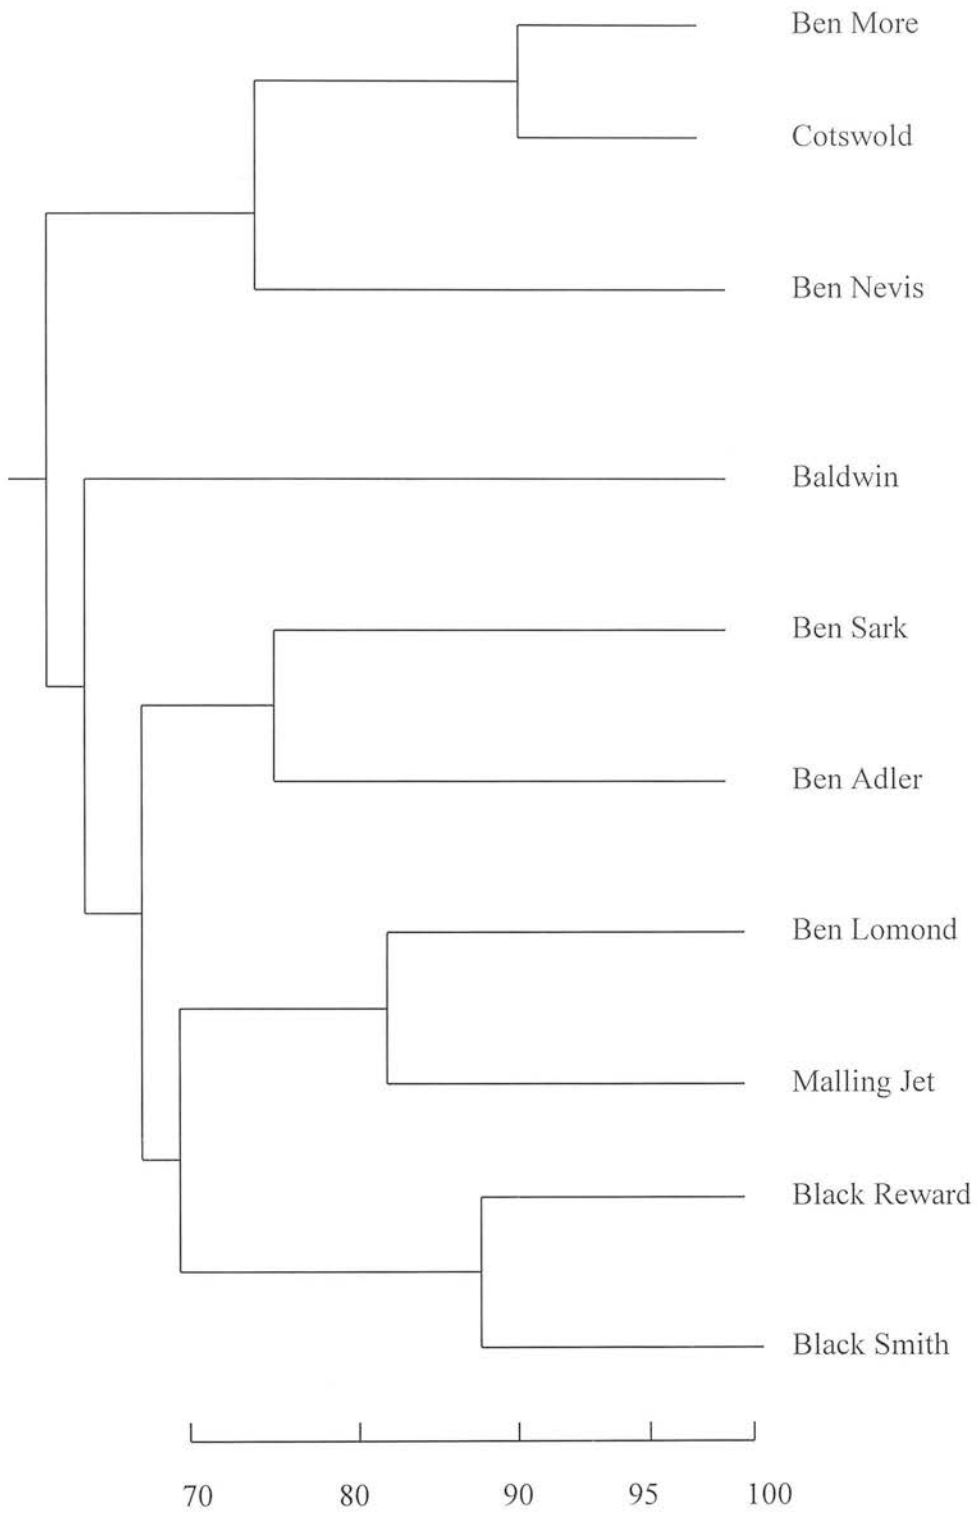 Ben More
Cotswold
Ben Nevis
Baldwin
Ben Sark
Ben Adler
Ben Lomond
Malling Jet
Black Reward
Black Smith
70 80 90 95 100